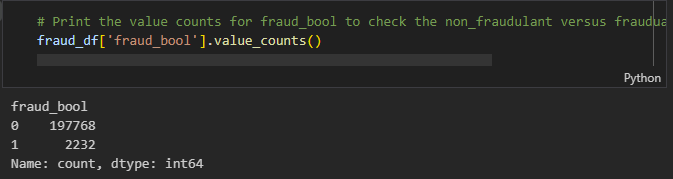 # Print the value counts for fraud_bool to check the non_fraudulant versus
fraud_df['fraud_bool'].value_counts()
Python
fraud_bool
0    197768
1      2232
Name: count, dtype: int64